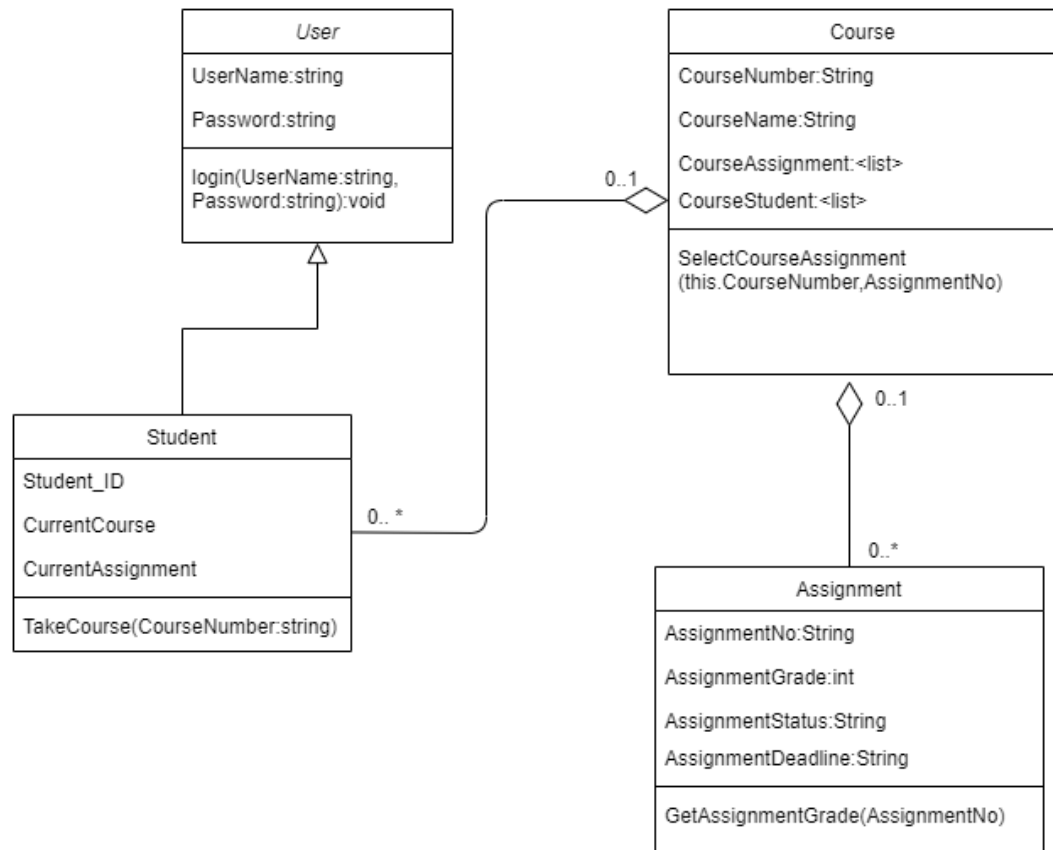 User
UserName:string
Password:string
login(UserName:string,
Password:string):void
Course
CourseNumber:String
CourseName:String
CourseAssignment:<list>
CourseStudent:<list>
SelectCourseAssignment
(this.CourseNumber,AssignmentNo)
0..1
0..1
Student
Student_ID
CurrentCourse
CurrentAssignment
TakeCourse(CourseNumber:string)
0.. *
0..*
Assignment
AssignmentNo:String
AssignmentGrade:int
AssignmentStatus:String
AssignmentDeadline:String
GetAssignmentGrade(AssignmentNo)